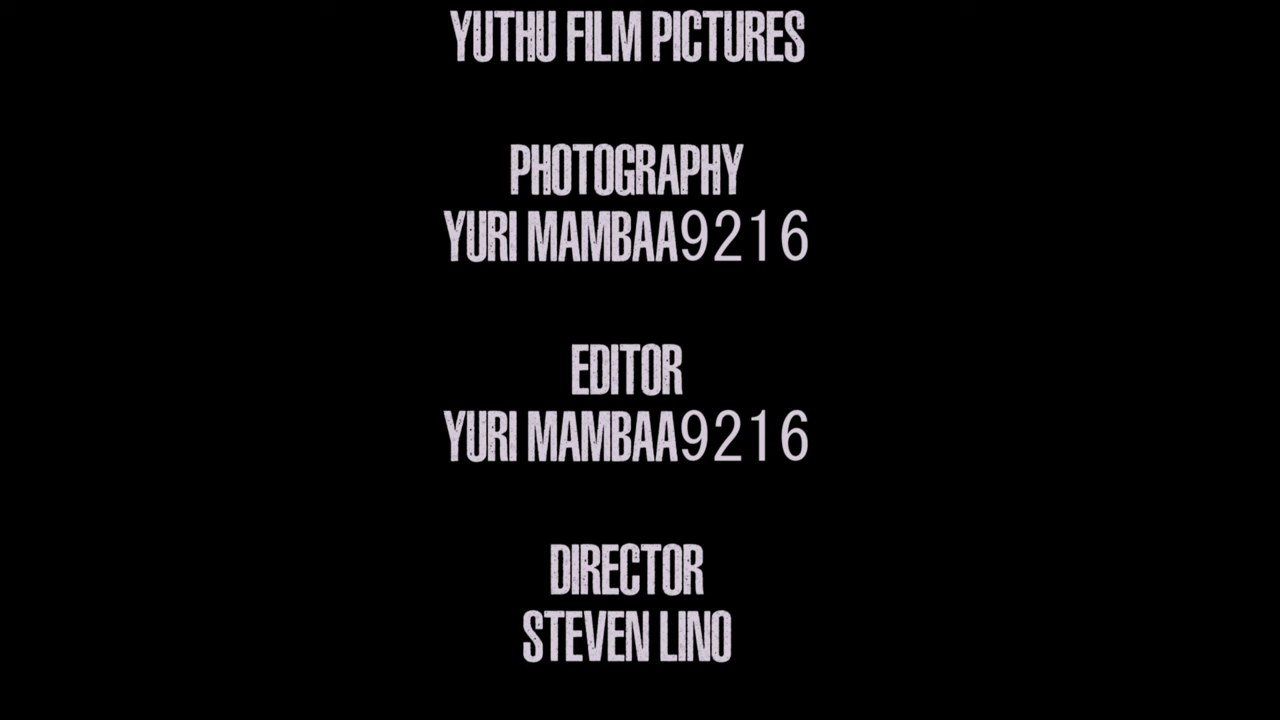 YUTHU FILM PICTURES
PHOTOGRAPHY
YURI MAMBAA9216
EDITOR
YURI MAMBAA9216
DIRECTOR
STEVEN LINO